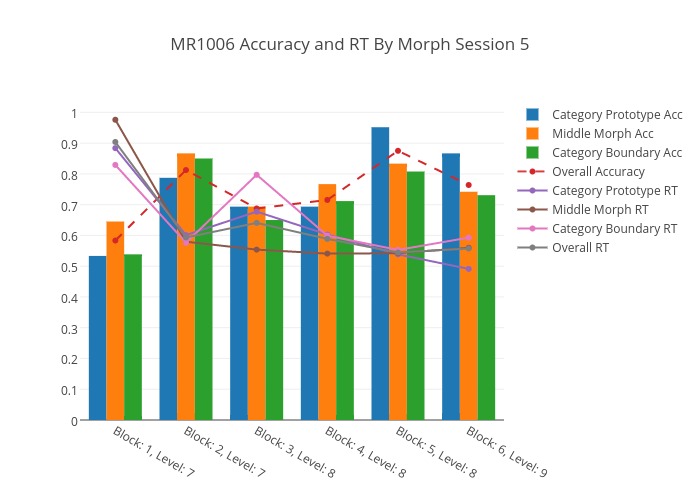 MR1006 Accuracy and RT By Morph Session 5
1
0.9
0.8
0.7
0.6
0.5
0.4
0.3
0.2
0.1
0
Block: 1, Level: 7
Block: 2, Level: 7
Block: 3, Level: 8
Block: 4, Level: 8
Block: 5, Level: 8
Block: 6, Level: 9
Category Prototype Acc
Middle Morph Acc
Category Boundary Acc
Overall Accuracy
Category Prototype RT
Middle Morph RT
Category Boundary RT
Overall RT